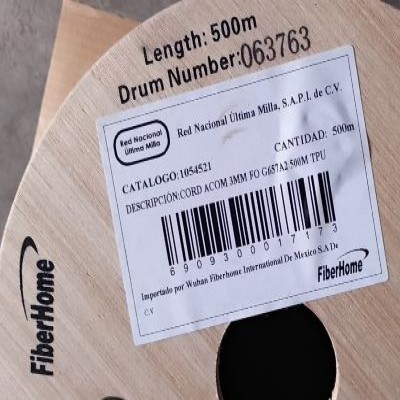 Length: 500m
Drum Number:063763
Red Nacional
Última Milla
Red Nacional Última Milla, S.A.P.I. de C.V.
CATALOGO:1054521
CANTIDAD: 500m
DESCRIPCIÓN:CORD ACOM 3MM FO G657A2 500M TPU
6909300017173
Importado por Wuhan Fiberhome International De Mexico S.A De
C.V
FiberHome
FiberHome